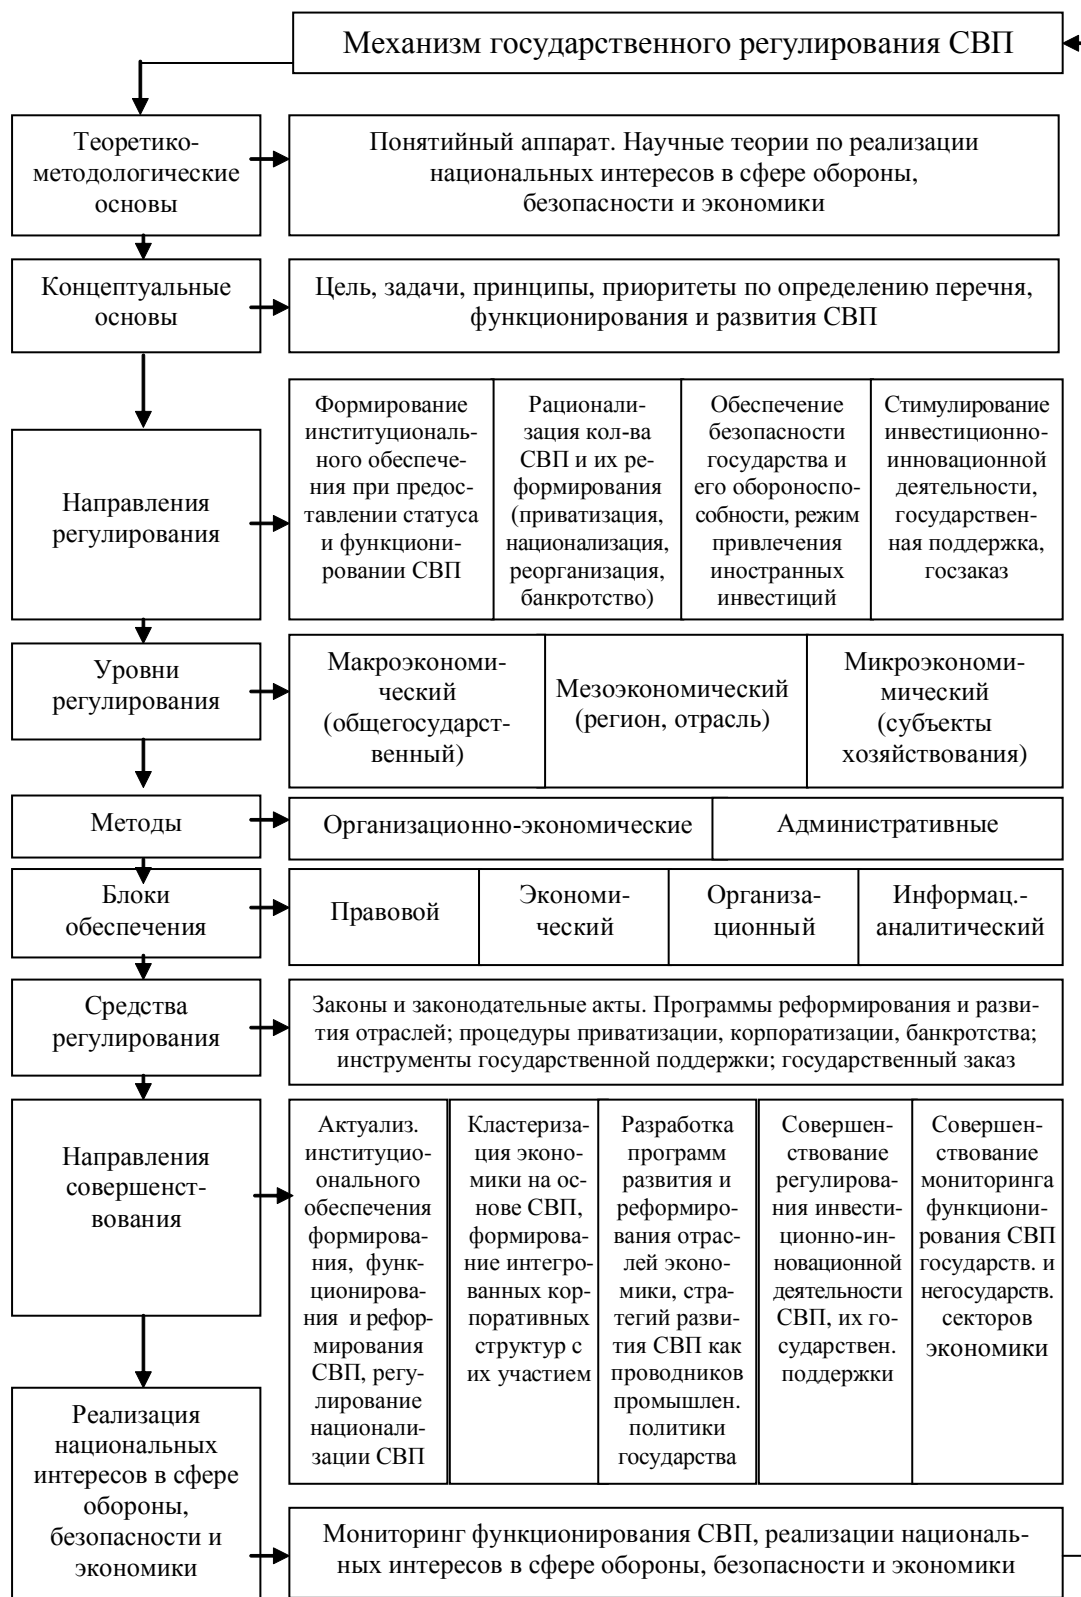 Механизм государственного регулирования СВП
Теоретико-
методологические
основы
Понятийный аппарат. Научные теории по реализации
национальных интересов в сфере обороны,
безопасности и экономики
Концептуальные
основы
Цель, задачи, принципы, приоритеты по определению перечня,
функционирования и развития СВП
Направления
регулирования
Формирование
институциональ-
ного обеспече-
ния при предос-
тавлении статуса
и функциони-
ровании СВП
Рационали-
зация кол-ва
СВП и их ре-
формирования
(приватизация,
национализация,
реорганизация,
банкротство)
Обеспечение
безопасности
государства и
его обороноспо-
собности, режим
привлечения
иностранных
инвестиций
Стимулирование
инвестиционно-
инновационной
деятельности,
государствен-
ная поддержка,
госзаказ
Уровни
регулирования
Макроэкономи-
ческий
(общегосударст-
венный)
Мезоэкономический
(регион, отрасль)
Микроэкономи-
мический
(субъекты
хозяйствования)
Методы
Организационно-экономические
Административные
Блоки
обеспечения
Правовой
Экономи-
ческий
Организа-
ционный
Информац.-
аналитический
Средства
регулирования
Законы и законодательные акты. Программы реформирования и разви-
тия отраслей; процедуры приватизации, корпоратизации, банкротства;
инструменты государственной поддержки; государственный заказ
Направления
совершенст-
вования
Актуализ.
институцио-
онального
обеспечения
формирова-
ния, функ-
ционирова-
ния и рефор-
мирования
СВП, регу-
лирование
национали-
зации СВП
Кластериза-
ация эконо-
мики на ос-
нове СВП,
формирова-
ние интегро-
ванных кор-
поративных
структур с
их участием
Разработка
программ
развития и
реформиро-
вания отрас-
лей эконо-
мики, стра-
тегий разви-
тия СВП как
проводников
промышлен.
политики
государства
Совершен-
ствование
регулирова-
ния инвести-
ционно-ин-
новационной
деятельности
СВП, их го-
сударствен.
поддержки
Совершен-
ствование
мониторинга
функциони-
рования СВП
государств. и
негосударств.
секторов
экономики
Реализация
национальных
интересов в сфере
обороны,
безопасности и
экономики
Мониторинг функционирования СВП, реализации националь-
ных интересов в сфере обороны, безопасности и экономики